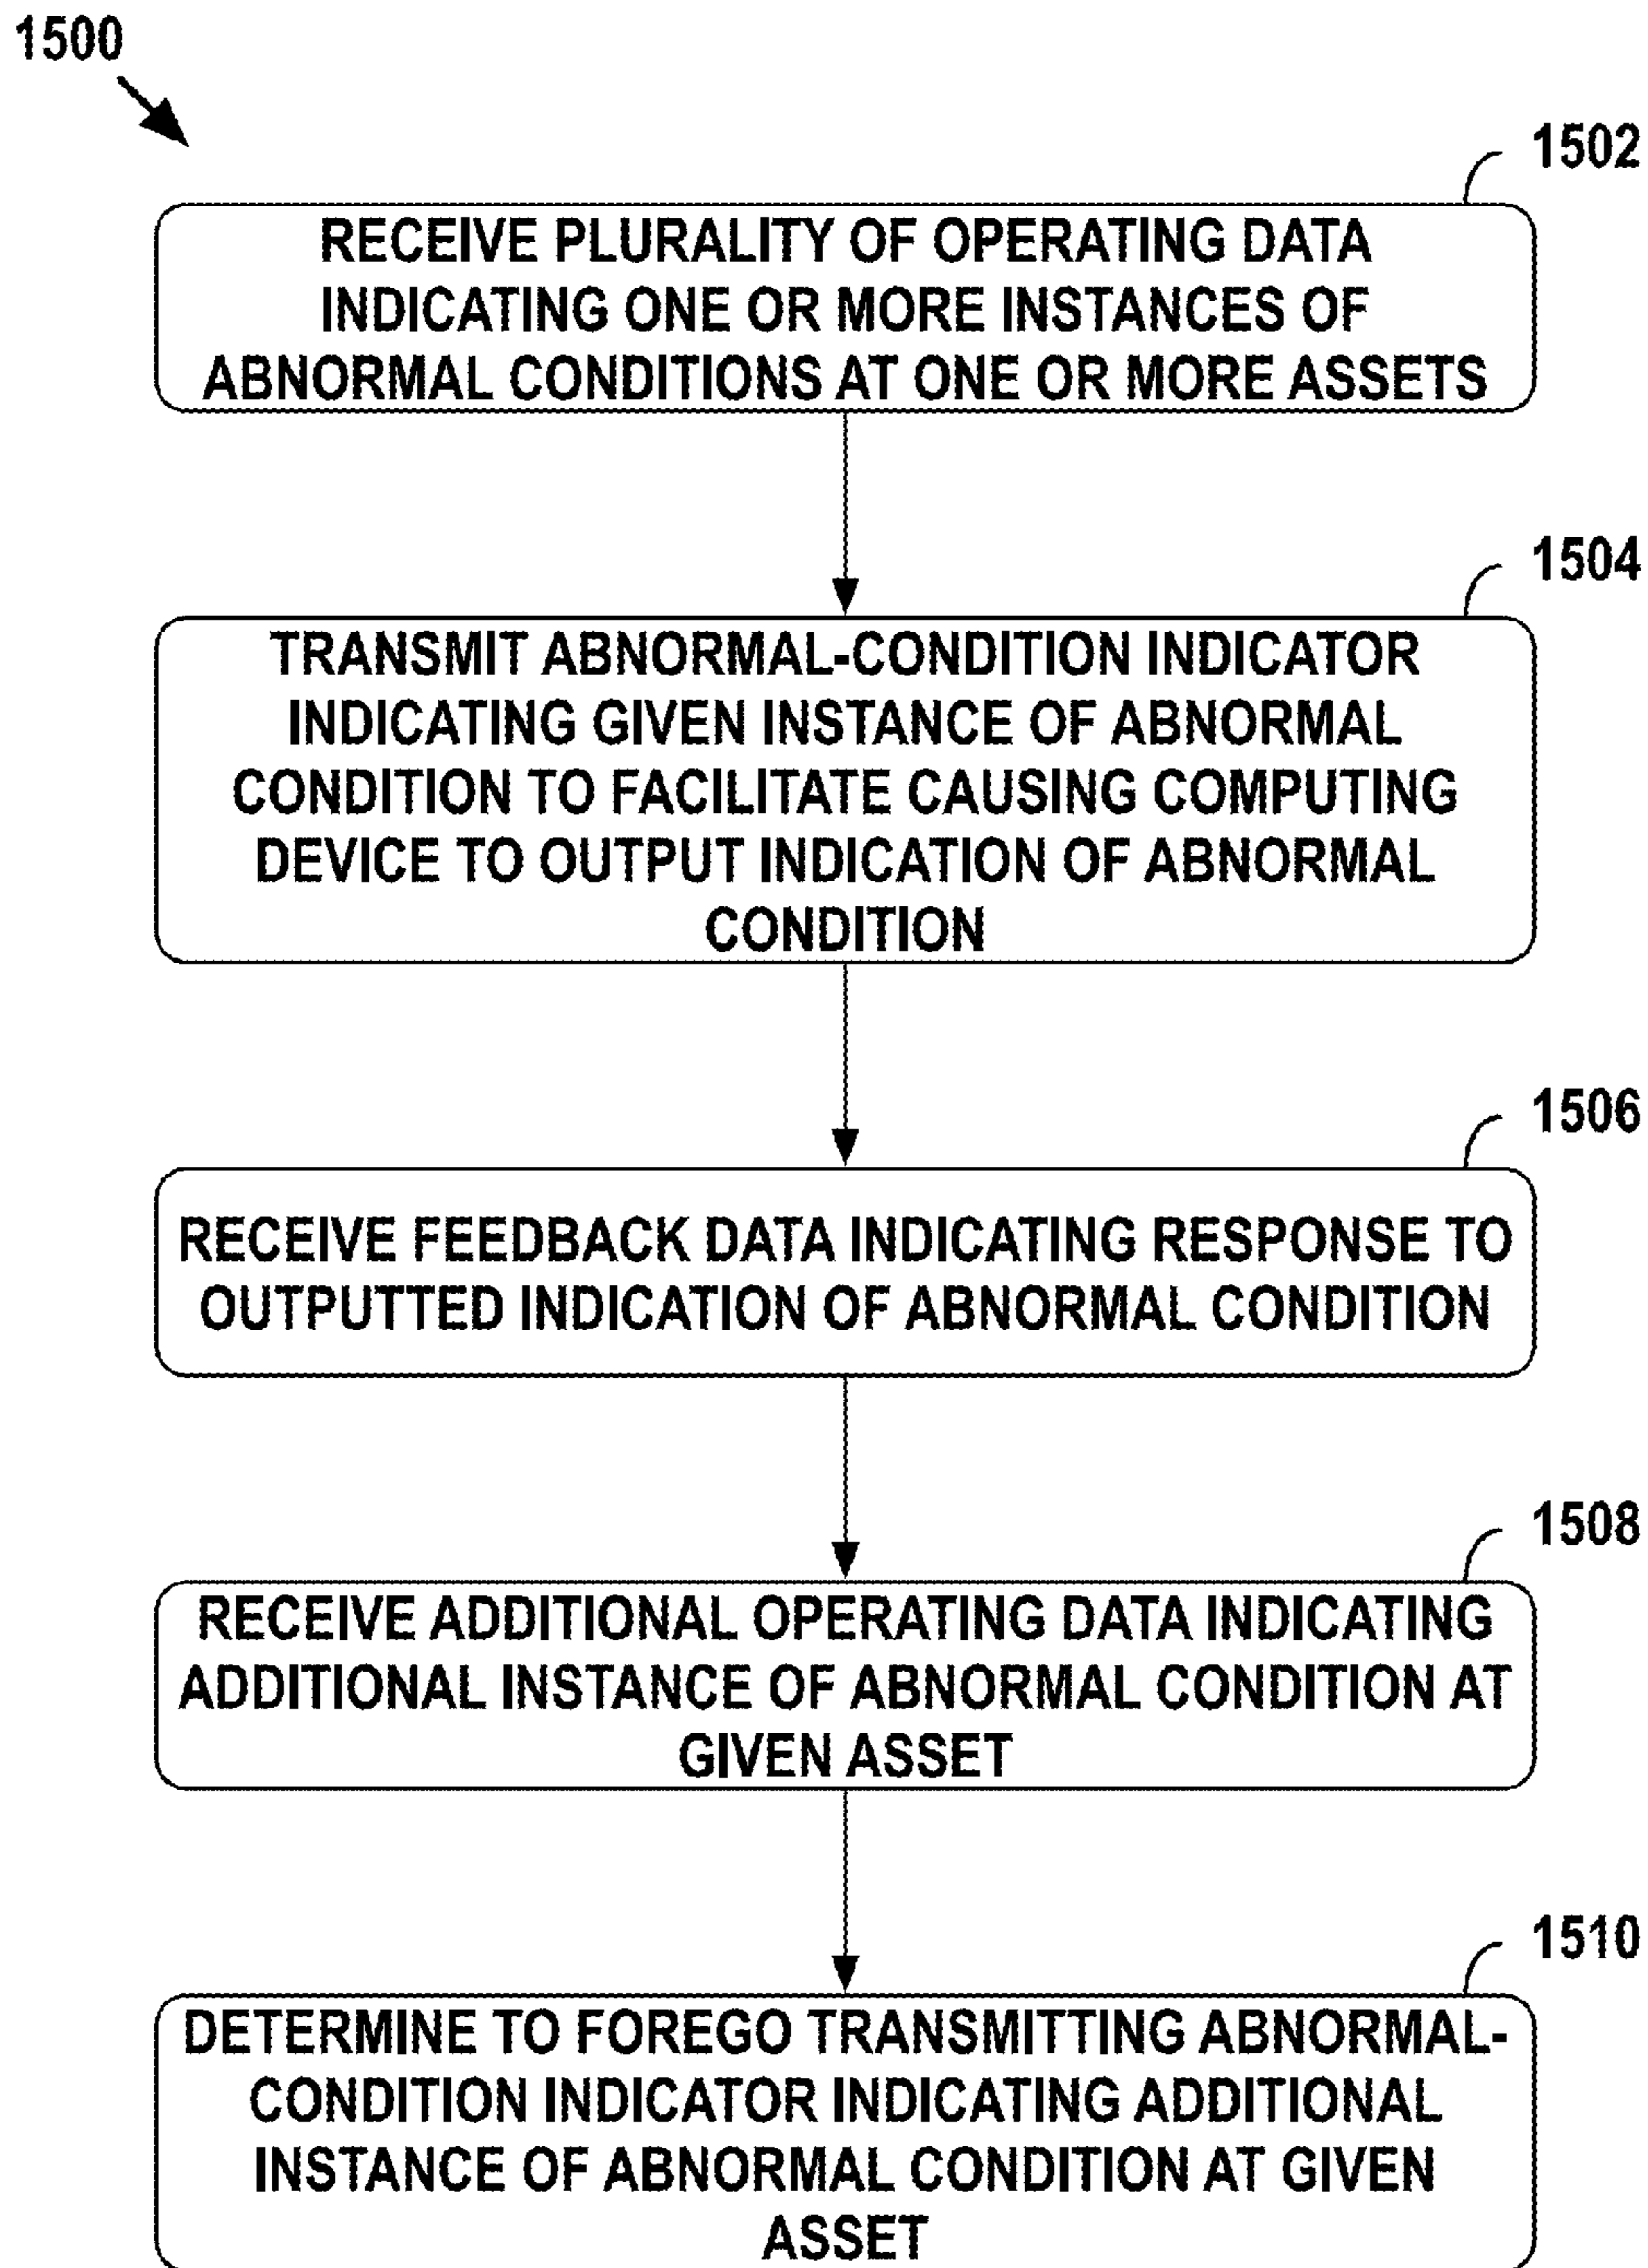 1500
1502
RECEIVE PLURALITY OF OPERATING DATA
INDICATING ONE OR MORE INSTANCES OF
ABNORMAL CONDITIONS AT ONE OR MORE ASSETS
1504
TRANSMIT ABNORMAL-CONDITION INDICATOR
INDICATING GIVEN INSTANCE OF ABNORMAL
CONDITION TO FACILITATE CAUSING COMPUTING
DEVICE TO OUTPUT INDICATION OF ABNORMAL
CONDITION
1506
RECEIVE FEEDBACK DATA INDICATING RESPONSE TO
OUTPUTTED INDICATION OF ABNORMAL CONDITION
1508
RECEIVE ADDITIONAL OPERATING DATA INDICATING
ADDITIONAL INSTANCE OF ABNORMAL CONDITION AT
GIVEN ASSET
1510
DETERMINE TO FOREGO TRANSMITTING ABNORMAL-
CONDITION INDICATOR INDICATING ADDITIONAL
INSTANCE OF ABNORMAL CONDITION AT GIVEN
ASSET